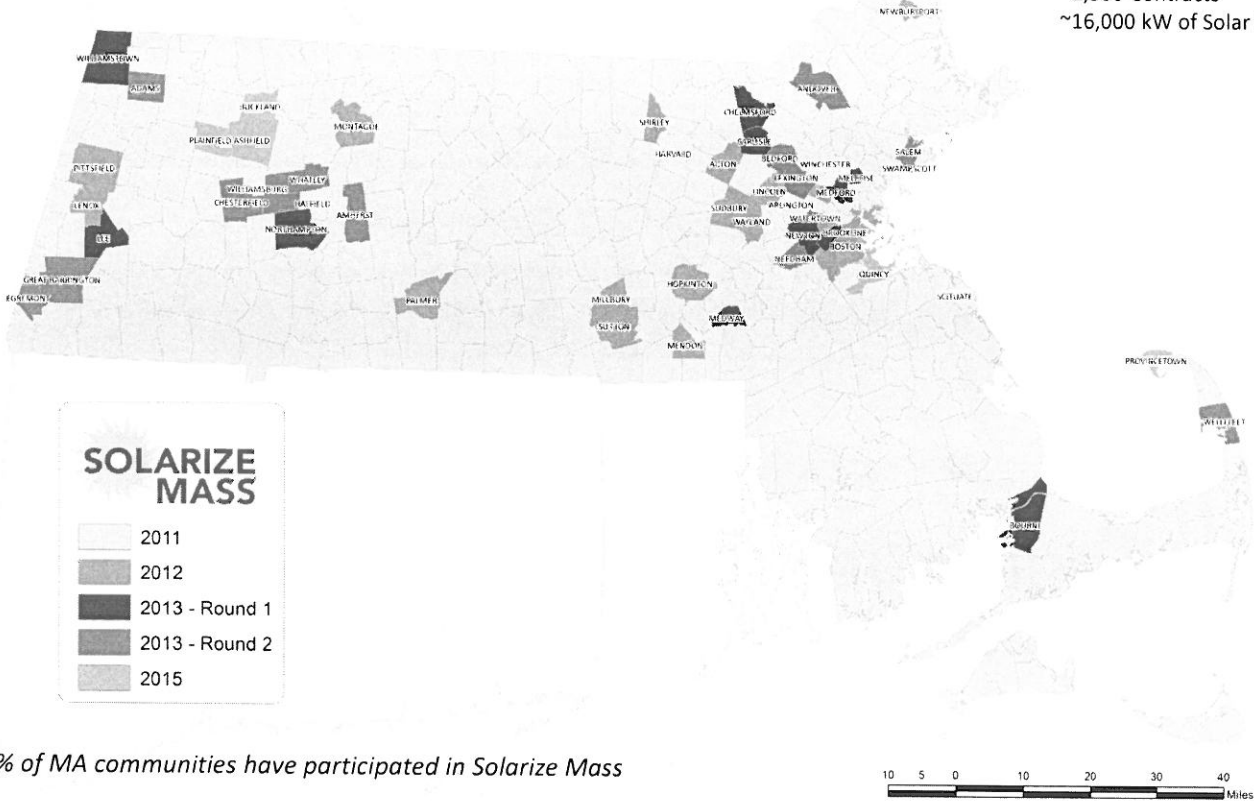 ~16,000 kW of Solar
NEWBURYPORT
WILLIAMSTOWN
ADAMS
ANDOVER
BUCKLAND
CHELMSFORD
MONTAGUE
SHIRLEY
PLAINFIELD ASHFIELD
CARLISLE
HARVARD
SALEM
BEDFORD
WINCHESTER
ACTON
SWAMPSCOTT
PITTSFIELD
LEXINGTON
MELROSE
WHATELY
WILLIAMSBURG
LINCOLN
MEDFORD
CHESTERFIELD
HATFIELD
LENOX
SUDBURY
ARLINGTON
AMHERST
WAYLAND
WATERTOWN
NORTHAMPTON
NEWTON
BROOKLINE
LEE
BOSTON
NEEDHAM
QUINCY
GREAT BARRINGTON
HOPKINTON
EGREMONT
PALMER
MILLBURY
SCITUATE
MEDWAY
SUTTON
MENDON
PROVINCETOWN
WELLFLEET
BOURNE
SOLARIZE
MASS
2011
2012
2013 - Round 1
2013 - Round 2
2015
% of MA communities have participated in Solarize Mass
10 5 0 10 20 30 40
Miles